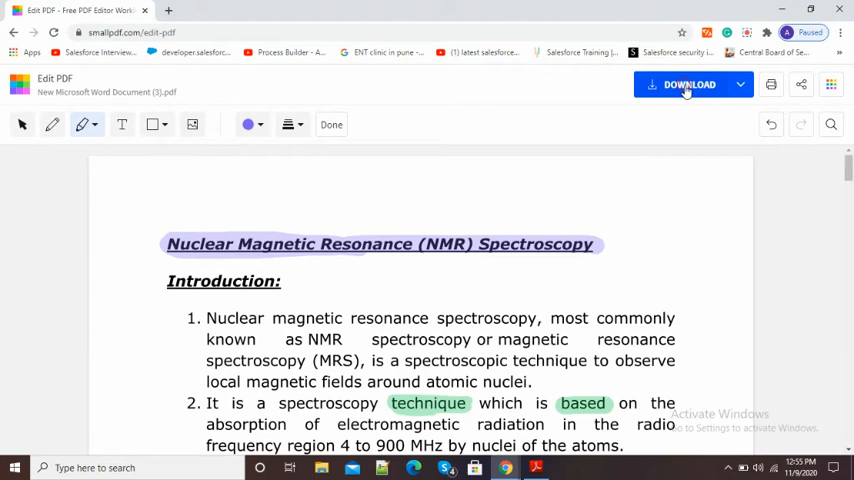 Edit PDF - Free PDF Editor Worki
smallpdf.com/edit-pdf
A Paused
Apps Salesforce Interview... developer.salesforc... Process Builder - A... ENT clinic in pune -... (1) latest salesforce... Salesforce Training |... Salesforce security i... Central Board of Se...
Edit PDF
New Microsoft Word Document (3).pdf
DOWNLOAD
T
Done
Nuclear Magnetic Resonance (NMR) Spectroscopy
Introduction:
1. Nuclear magnetic resonance spectroscopy, most commonly
known as NMR spectroscopy or magnetic resonance
spectroscopy (MRS), is a spectroscopic technique to observe
local magnetic fields around atomic nuclei.
2. It is a spectroscopy technique which is based on the
absorption of electromagnetic radiation in the radio
frequency region 4 to 900 MHz by nuclei of the atoms.
Activate Windows
Go to Settings to activate Windows.
Type here to search
12:55 PM
11/9/2020